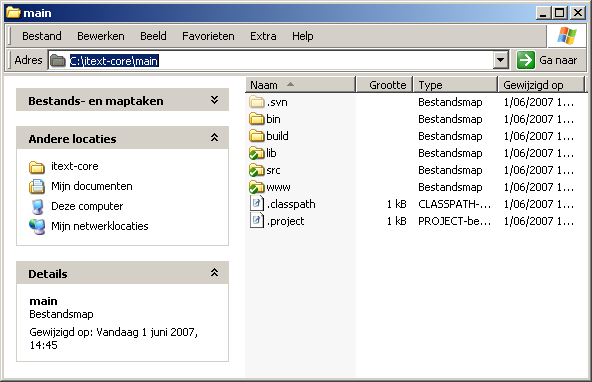 main
Bestand Bewerken Beeld Favorieten Extra Help
Adres C:\itext-core\main Ga naar
Bestands- en maptaken
Andere locaties
itext-core
Mijn documenten
Deze computer
Mijn netwerklocaties
Details
main
Bestandsmap
Gewijzigd op: Vandaag 1 juni 2007,
14:45
Naam Grootte Type Gewijzigd op
.svn Bestandsmap 1/06/2007 1...
bin Bestandsmap 1/06/2007 1...
build Bestandsmap 1/06/2007 1...
lib Bestandsmap 1/06/2007 1...
src Bestandsmap 1/06/2007 1...
www Bestandsmap 1/06/2007 1...
.classpath 1 kB CLASSPATH-... 1/06/2007 1...
.project 1 kB PROJECT-be... 1/06/2007 1...